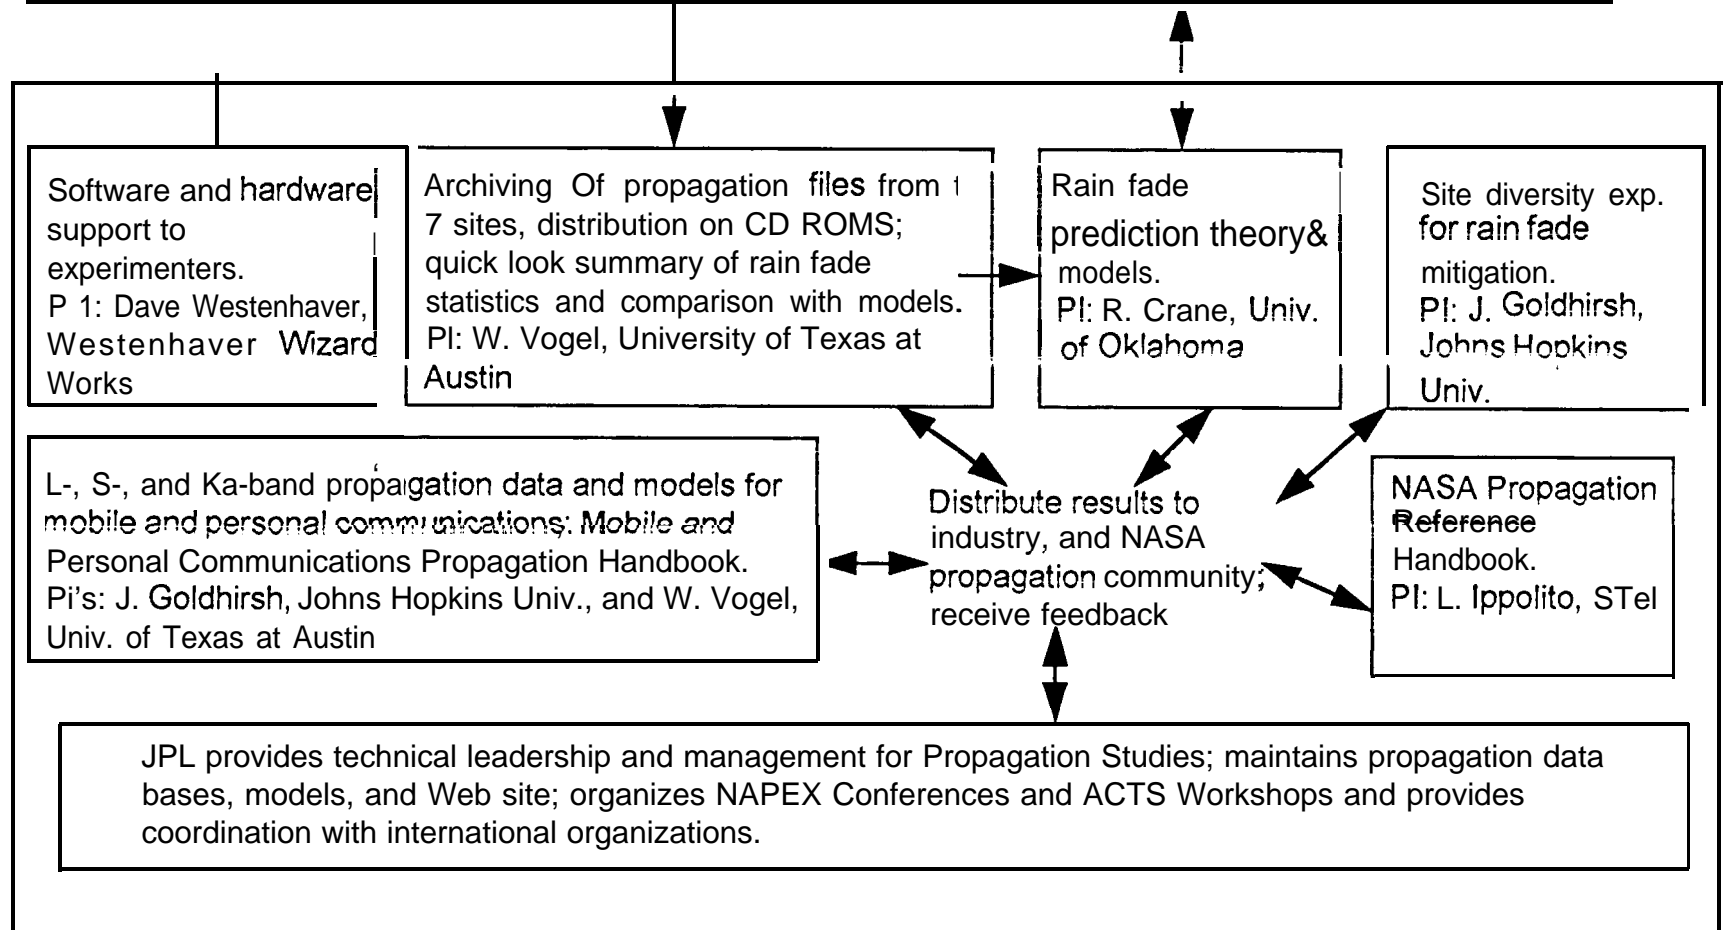 Software and hardware
support to
experimenters.
P 1: Dave Westenhaver,
Westenhaver Wizard
Works
Archiving Of propagation files from t
7 sites, distribution on CD ROMS;
quick look summary of rain fade
statistics and comparison with models.
PI: W. Vogel, University of Texas at
Austin
Rain fade
prediction theory&
models.
PI: R. Crane, Univ.
of Oklahoma
Site diversity exp.
for rain fade
mitigation.
PI: J. Goldhirsh,
Johns Hopkins
Univ.
L-, S-, and Ka-band propagation data and models for
mobile and personal communications; Mobile and
Personal Communications Propagation Handbook.
Pi's: J. Goldhirsh, Johns Hopkins Univ., and W. Vogel,
Univ. of Texas at Austin
Distribute results to
industry, and NASA
propagation community;
receive feedback
NASA Propagation
Reference
Handbook.
PI: L. Ippolito, STel
JPL provides technical leadership and management for Propagation Studies; maintains propagation data
bases, models, and Web site; organizes NAPEX Conferences and ACTS Workshops and provides
coordination with international organizations.